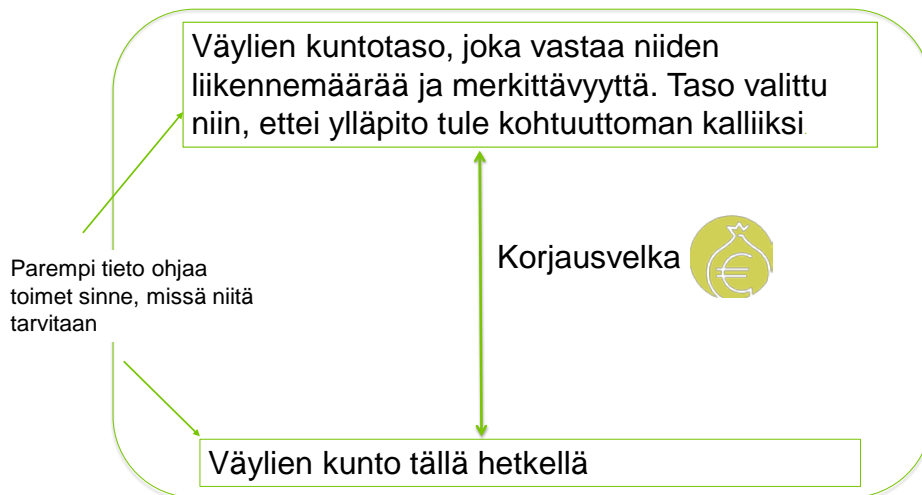 Väylien kuntotaso, joka vastaa niiden
liikennemäärää ja merkittävyyttä. Taso valittu
niin, ettei ylläpito tule kohtuuttoman kalliiksi.
Korjausvelka
€
Parempi tieto ohjaa
toimet sinne, missä niitä
tarvitaan
Väylien kunto tällä hetkellä